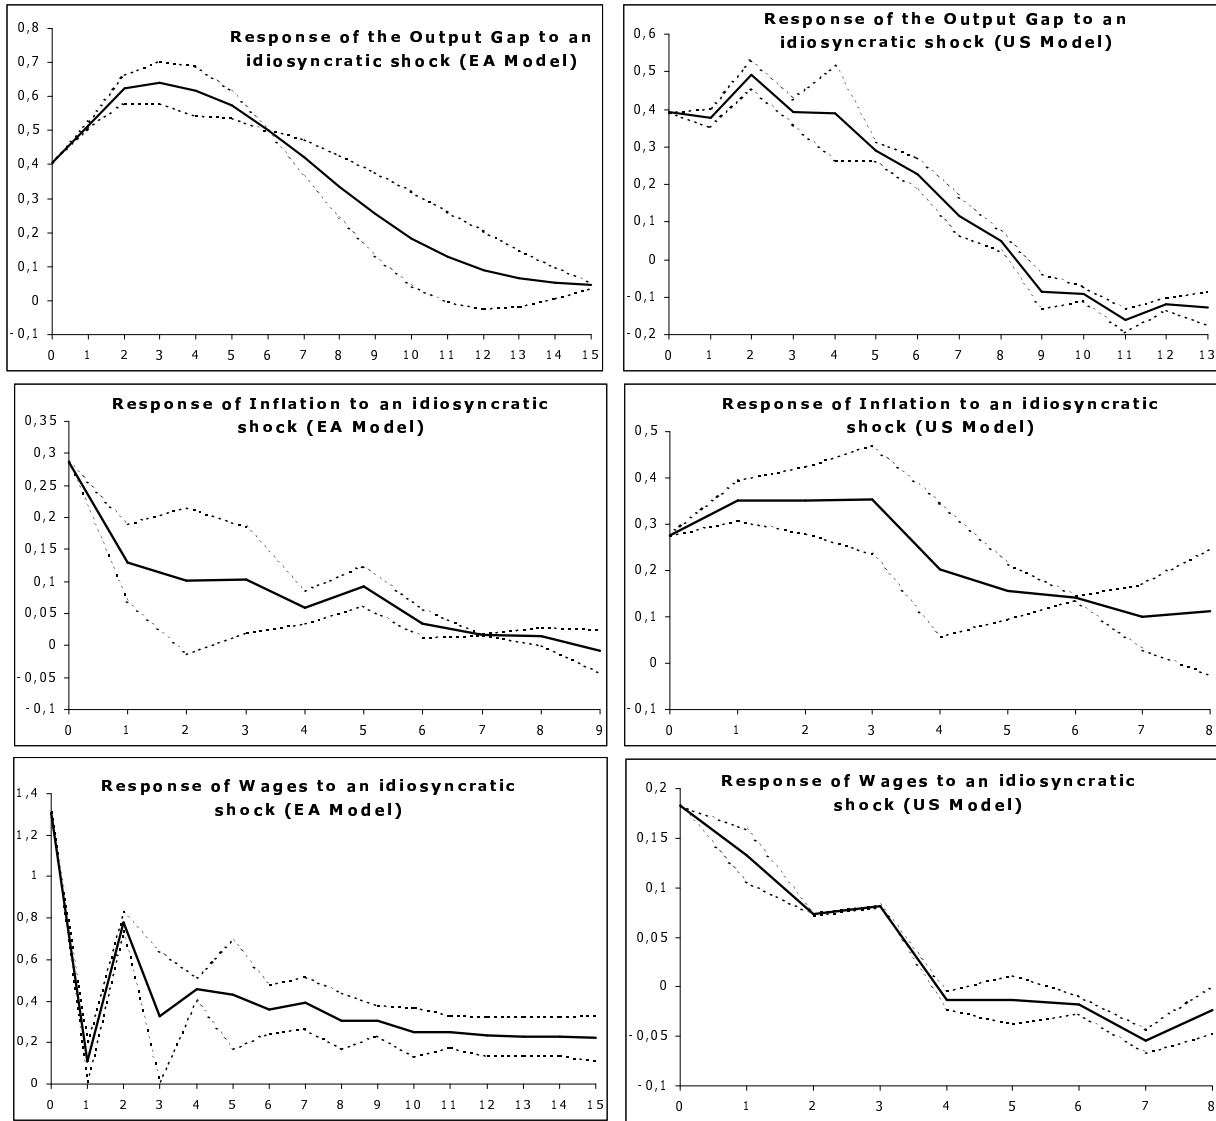 Response of the Output Gap to an
idiosyncratic shock (EA Model)
0,8
0,7
0,6
0,5
0,4
0,3
0,2
0,1
0
-0,1
0 1 2 3 4 5 6 7 8 9 10 11 12 13 14 15
Response of the Output Gap to an
idiosyncratic shock (US Model)
0,6
0,5
0,4
0,3
0,2
0,1
0
-0,1
-0,2
0 1 2 3 4 5 6 7 8 9 10 11 12 13
Response of Inflation to an idiosyncratic
shock (EA Model)
0,35
0,3
0,25
0,2
0,15
0,1
0,05
0
-0,05
-0,1
0 1 2 3 4 5 6 7 8 9
Response of Inflation to an idiosyncratic
shock (US Model)
0,5
0,4
0,3
0,2
0,1
0
-0,1
0 1 2 3 4 5 6 7 8
Response of Wages to an idiosyncratic
shock (EA Model)
1,4
1,2
1
0,8
0,6
0,4
0,2
0
0 1 2 3 4 5 6 7 8 9 10 11 12 13 14 15
Response of Wages to an idiosyncratic
shock (US Model)
0,2
0,15
0,1
0,05
0
-0,05
-0,1
0 1 2 3 4 5 6 7 8